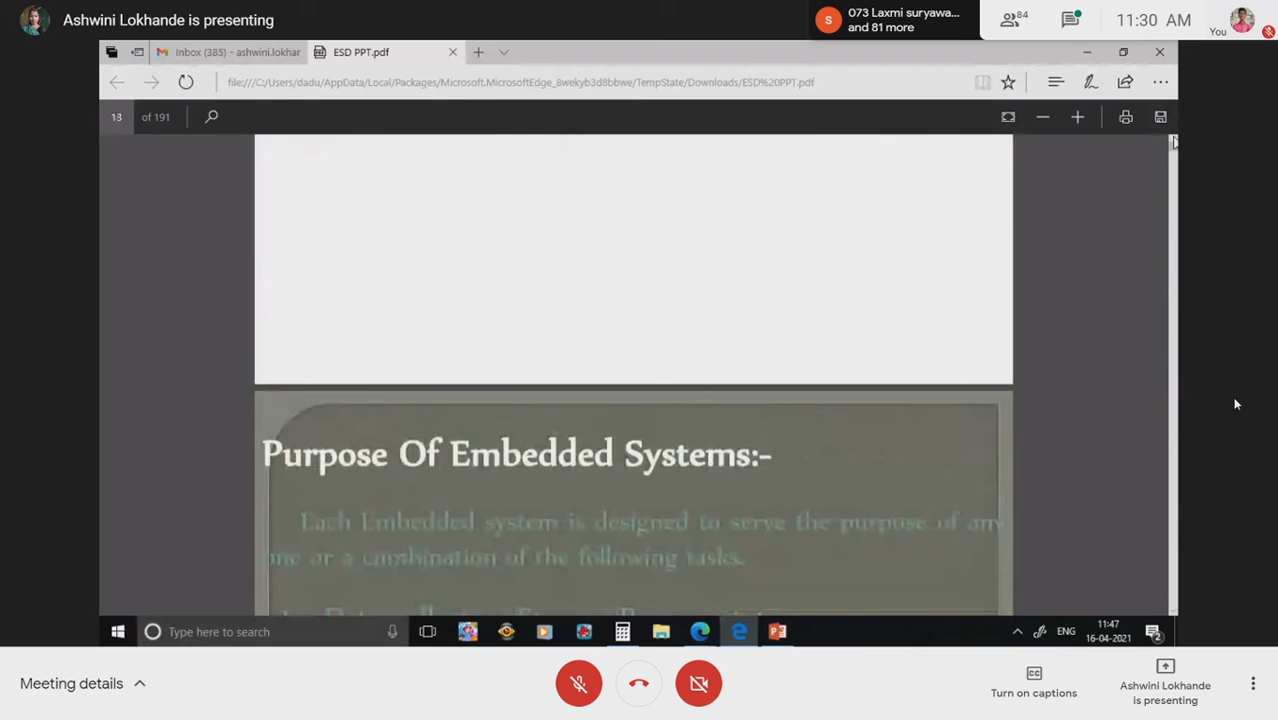 Ashwini Lokhande is presenting
S
073 Laxmi suryawa...
and 81 more
84
11:30 AM
You
Inbox (385) - ashwini.lokhar
ESD PPT.pdf
file:///C:/Users/dadu/AppData/Local/Packages/Microsoft.MicrosoftEdge_8wekyb3d8bbwe/TempState/Downloads/ESD%20PPT.pdf
13 of 191
Purpose Of Embedded Systems:-
Each Embedded system is designed to serve the purpose of any
one or a combination of the following tasks.
Type here to search
ENG
11:47
16-04-2021
2
Meeting details
Turn on captions
Ashwini Lokhande
is presenting